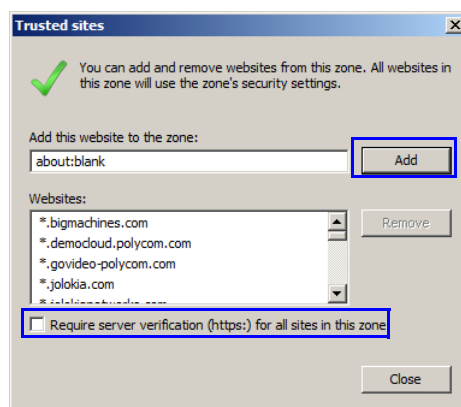 Trusted sites
You can add and remove websites from this zone. All websites in
this zone will use the zone's security settings.
Add this website to the zone:
about:blank
Add
Websites:
*.bigmachines.com
*.democloud.polycom.com
*.govideo-polycom.com
*.jolokia.com
Remove
Require server verification (https:) for all sites in this zone
Close